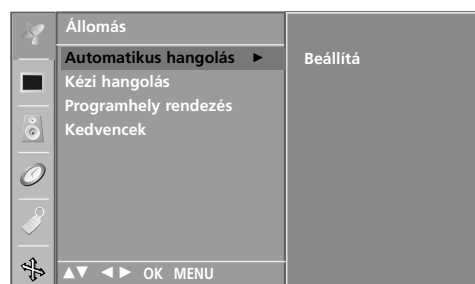 Állomás
Automatikus hangolás ►
Beállítá
Kézi hangolás
Programhely rendezés
Kedvencek
▲▼ ◄► OK MENU